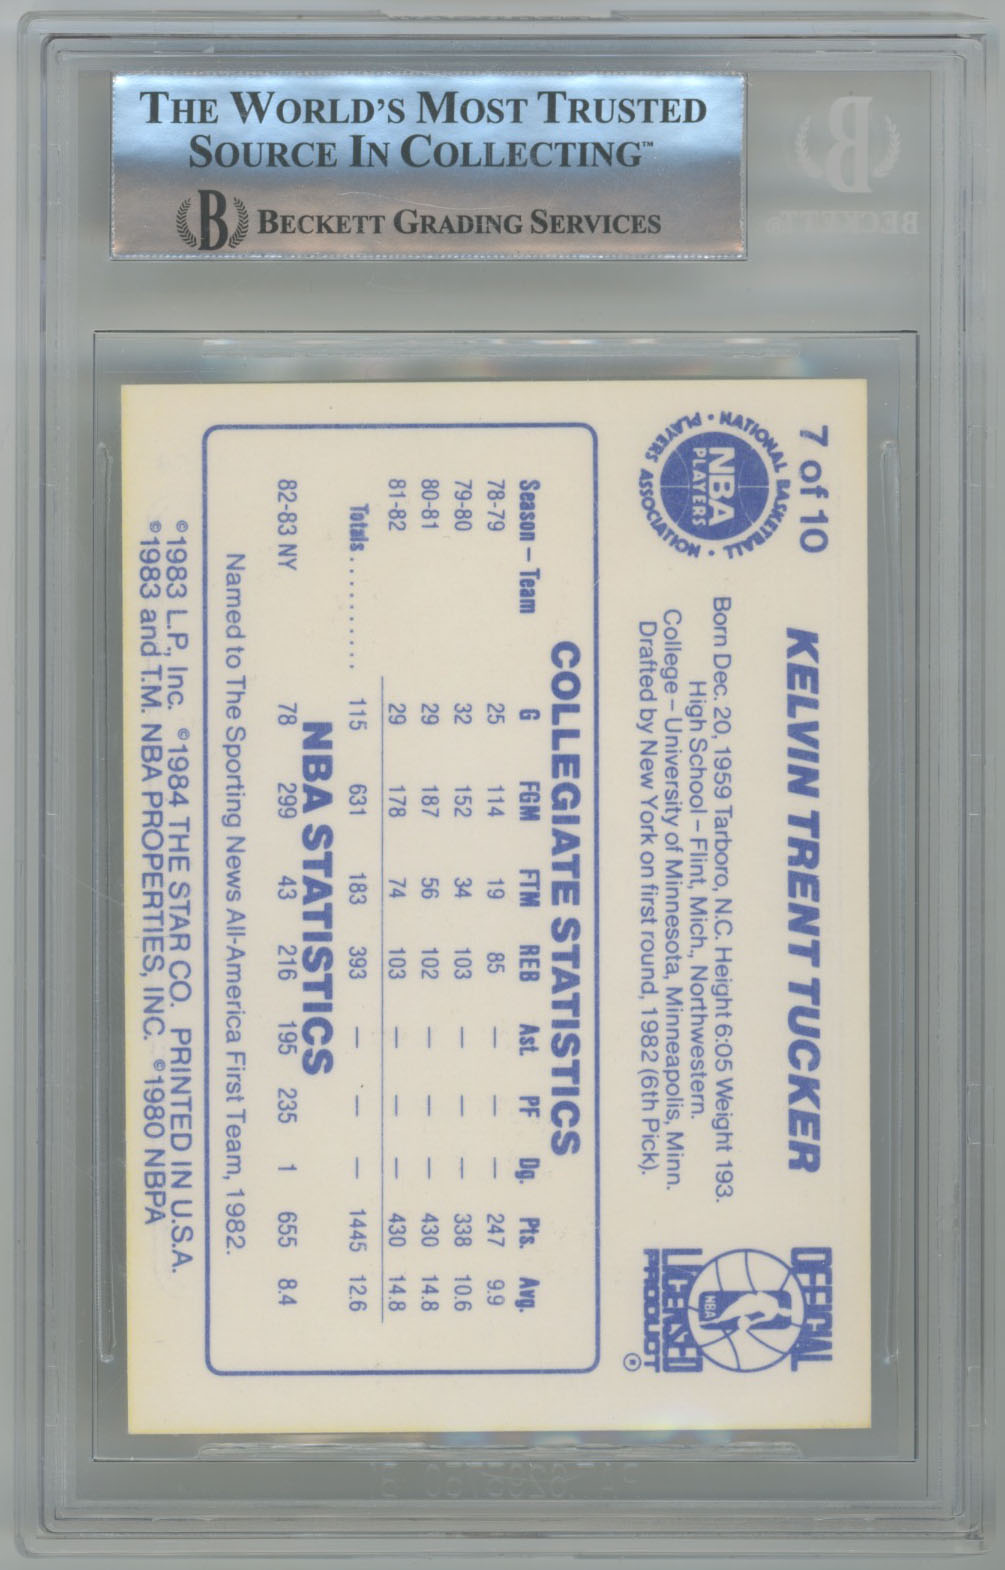 THE WORLD'S MOST TRUSTED
SOURCE IN COLLECTING™
BECKETT GRADING SERVICES
B
BECKETT
7 of 10
KELVIN TRENT TUCKER
OFFICIAL
LICENSED
PRODUCT
NBA
®
NATIONAL BASKETBALL
PLAYERS ASSOCIATION
NBA
PLAYERS
Born Dec. 20, 1959 Tarboro, N.C. Height 6:05 Weight 193.
High School – Flint, Mich., Northwestern.
College – University of Minnesota, Minneapolis, Minn.
Drafted by New York on first round, 1982 (6th Pick).
COLLEGIATE STATISTICS
Season – Team G FGM FTM REB Ast. PF Dg. Pts. Avg.
78-79 25 114 19 85 — — — 247 9.9
79-80 32 152 34 103 — — — 338 10.6
80-81 29 187 56 102 — — — 430 14.8
81-82 29 178 74 103 — — — 430 14.8
Totals.......... 115 631 183 393 — — — 1445 12.6
NBA STATISTICS
82-83 NY 78 299 43 216 195 235 1 655 8.4
Named to The Sporting News All-America First Team, 1982.
©1983 L.P., Inc. ©1984 THE STAR CO. PRINTED IN U.S.A.
©1983 and T.M. NBA PROPERTIES, INC. ©1980 NBPA